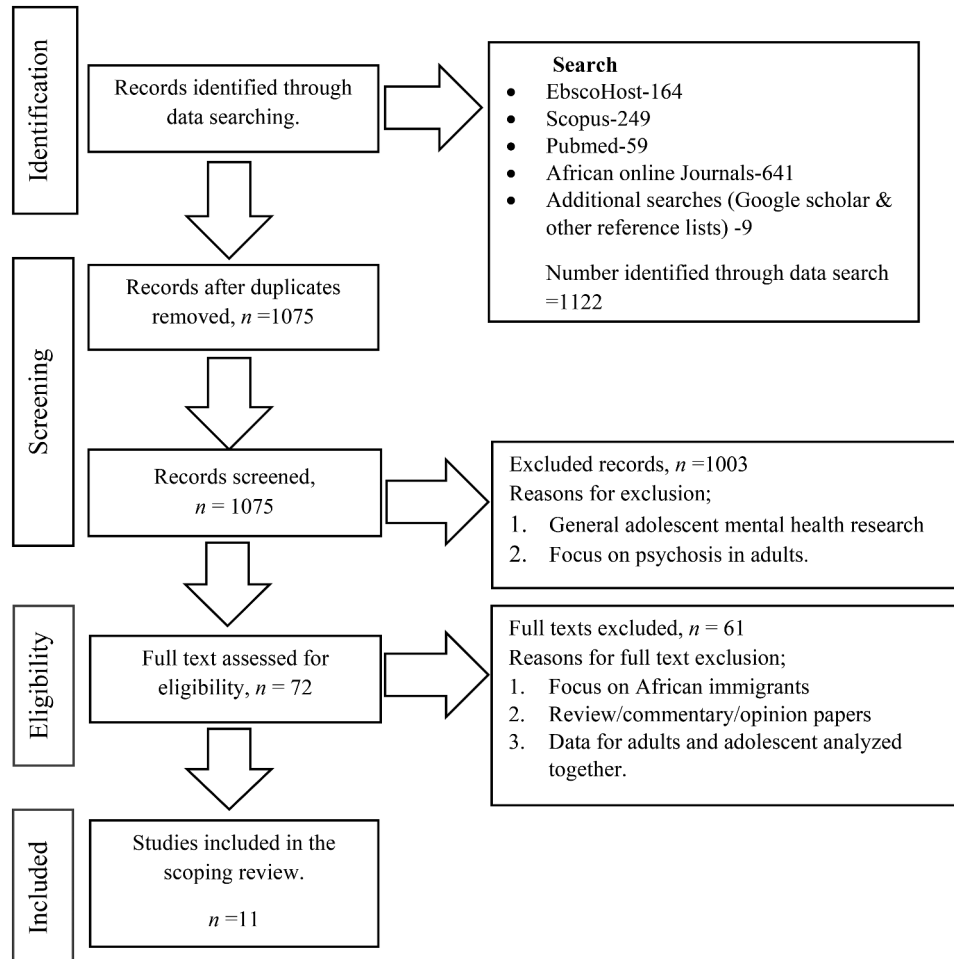 Identification
Records identified through
data searching.
Search
• EbscoHost-164
• Scopus-249
• Pubmed-59
• African online Journals-641
• Additional searches (Google scholar &
other reference lists) -9
Number identified through data search
=1122
Screening
Records after duplicates
removed, n =1075
Records screened,
n = 1075
Excluded records, n =1003
Reasons for exclusion;
1. General adolescent mental health research
2. Focus on psychosis in adults.
Eligibility
Full text assessed for
eligibility, n = 72
Full texts excluded, n = 61
Reasons for full text exclusion;
1. Focus on African immigrants
2. Review/commentary/opinion papers
3. Data for adults and adolescent analyzed
together.
Included
Studies included in the
scoping review.
n =11